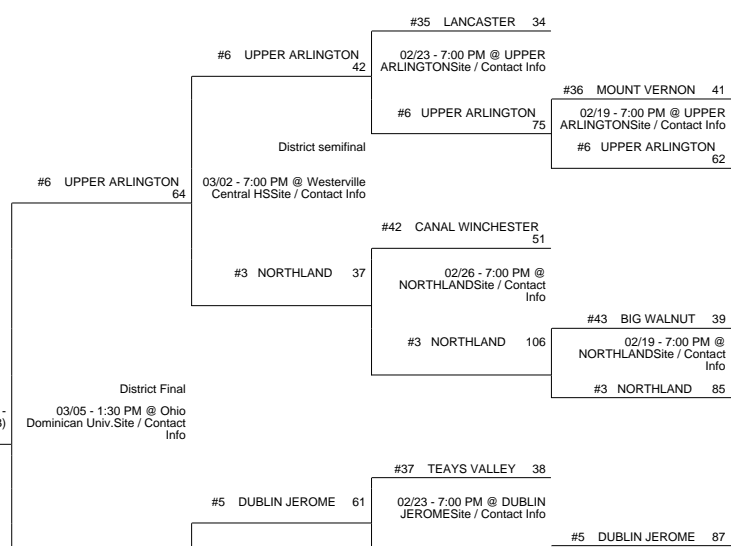 #35 LANCASTER 34
#6 UPPER ARLINGTON
42
02/23 - 7:00 PM @ UPPER
ARLINGTONSite / Contact Info
#36 MOUNT VERNON 41
#6 UPPER ARLINGTON
75
02/19 - 7:00 PM @ UPPER
ARLINGTONSite / Contact Info
District semifinal
#6 UPPER ARLINGTON
62
#6 UPPER ARLINGTON
64
03/02 - 7:00 PM @ Westerville
Central HSSite / Contact Info
#42 CANAL WINCHESTER
51
#3 NORTHLAND 37
02/26 - 7:00 PM @
NORTHLANDSite / Contact
Info
#43 BIG WALNUT 39
#3 NORTHLAND 106
02/19 - 7:00 PM @
NORTHLANDSite / Contact
Info
District Final
#3 NORTHLAND 85
03/05 - 1:30 PM @ Ohio
Dominican Univ.Site / Contact
Info
#37 TEAYS VALLEY 38
#5 DUBLIN JEROME 61
02/23 - 7:00 PM @ DUBLIN
JEROMESite / Contact Info
#5 DUBLIN JEROME 87